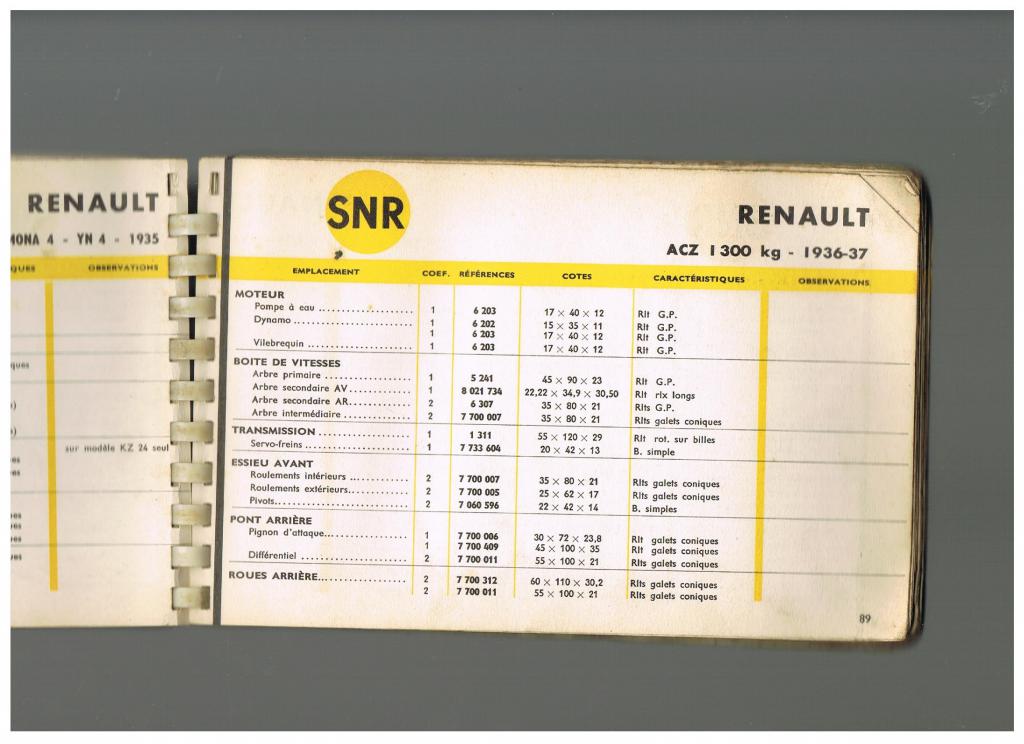 RENAULT
4 - YN 4 - 1935
OBSERVATIONS
sur modèle KZ 24 seul
SNR
RENAULT
ACZ 1300 kg - 1936-37
EMPLACEMENT COEF. RÉFÉRENCES COTES CARACTÉRISTIQUES OBSERVATIONS
MOTEUR
Pompe à eau .................... 1 6 203 17 × 40 × 12 Rlt G.P.
Dynamo .......................... 1 6 202 15 × 35 × 11 Rlt G.P.
1 6 203 17 × 40 × 12 Rlt G.P.
Vilebrequin ...................... 1 6 203 17 × 40 × 12 Rlt G.P.
BOITE DE VITESSES
Arbre primaire .................. 1 5 241 45 × 90 × 23 Rlt G.P.
Arbre secondaire AV............. 1 8 021 734 22,22 × 34,9 × 30,50 Rlt rlx longs
Arbre secondaire AR............. 2 6 307 35 × 80 × 21 Rlts G.P.
Arbre intermédiaire .............. 2 7 700 007 35 × 80 × 21 Rlts galets coniques
TRANSMISSION .................. 1 1 311 55 × 120 × 29 Rlt rot. sur billes
Servo-freins ...................... 1 7 733 604 20 × 42 × 13 B. simple
ESSIEU AVANT
Roulements intérieurs ............ 2 7 700 007 35 × 80 × 21 Rlts galets coniques
Roulements extérieurs............ 2 7 700 005 25 × 62 × 17 Rlts galets coniques
Pivots............................ 2 7 060 596 22 × 42 × 14 B. simples
PONT ARRIÈRE
Pignon d'attaque................. 1 7 700 006 30 × 72 × 23,8 Rlt galets coniques
1 7 700 409 45 × 100 × 35 Rlt galets coniques
Différentiel ...................... 2 7 700 011 55 × 100 × 21 Rlts galets coniques
ROUES ARRIÈRE.................. 2 7 700 312 60 × 110 × 30,2 Rlts galets coniques
2 7 700 011 55 × 100 × 21 Rlts galets coniques
89